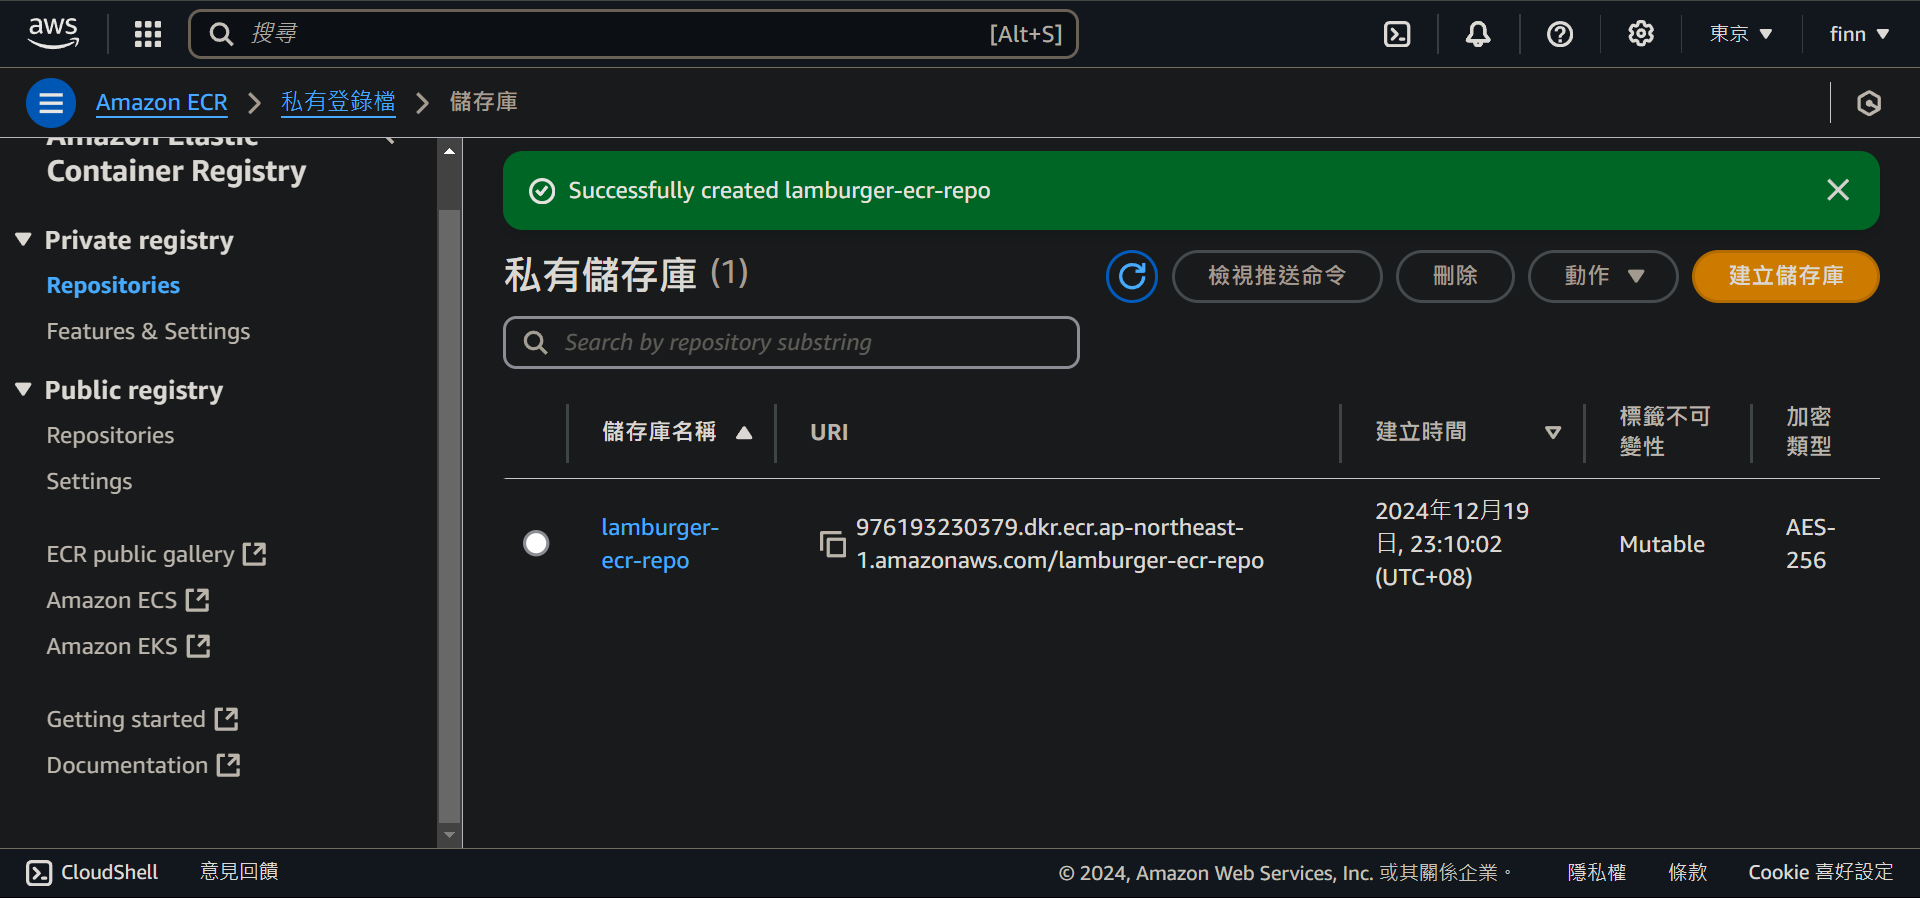 aws
搜尋
[Alt+S]
東京
finn
Amazon ECR
私有登錄檔
儲存庫
Amazon Elastic
Container Registry
Private registry
Repositories
Features & Settings
Public registry
Repositories
Settings
ECR public gallery
Amazon ECS
Amazon EKS
Getting started
Documentation
Successfully created lamburger-ecr-repo
私有儲存庫 (1)
檢視推送命令
刪除
動作
建立儲存庫
Search by repository substring
儲存庫名稱
URI
建立時間
標籤不可
變性
加密
類型
lamburger-
ecr-repo
976193230379.dkr.ecr.ap-northeast-
1.amazonaws.com/lamburger-ecr-repo
2024年12月19
日, 23:10:02
(UTC+08)
Mutable
AES-
256
CloudShell
意見回饋
© 2024, Amazon Web Services, Inc. 或其關係企業。
隱私權
條款
Cookie 喜好設定